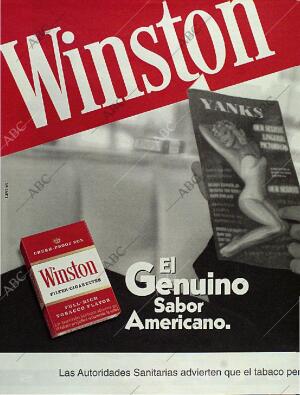 Winston
YANKS
CRUSH-PROOF BOX
Winston
FILTER-CIGARETTES
FULL RICH
TOBACCO FLAVOR
El
Genuino
Sabor
Americano.
Las Autoridades Sanitarias advierten que el tabaco per